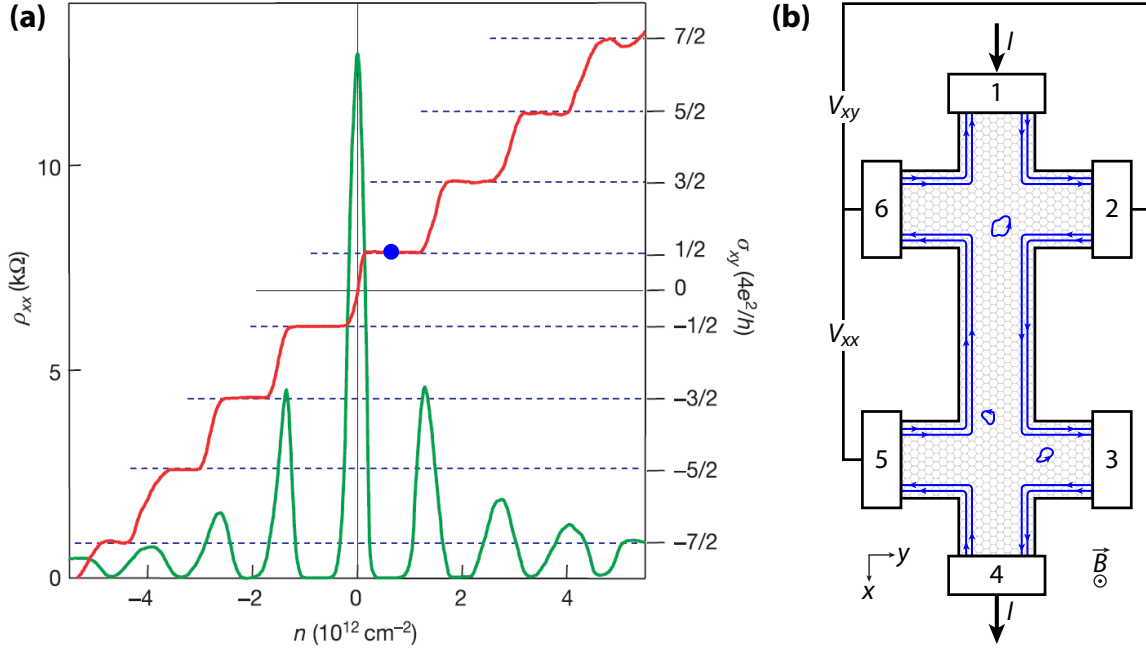 (a)
ρxx (kΩ)
10
5
0
−4
−2
0
2
4
n (10¹² cm⁻²)
7/2
5/2
3/2
1/2
0
−1/2
−3/2
−5/2
−7/2
σxy (4e²/h)
(b)
I
1
Vxy
6
2
Vxx
5
3
y
x
4
B
I